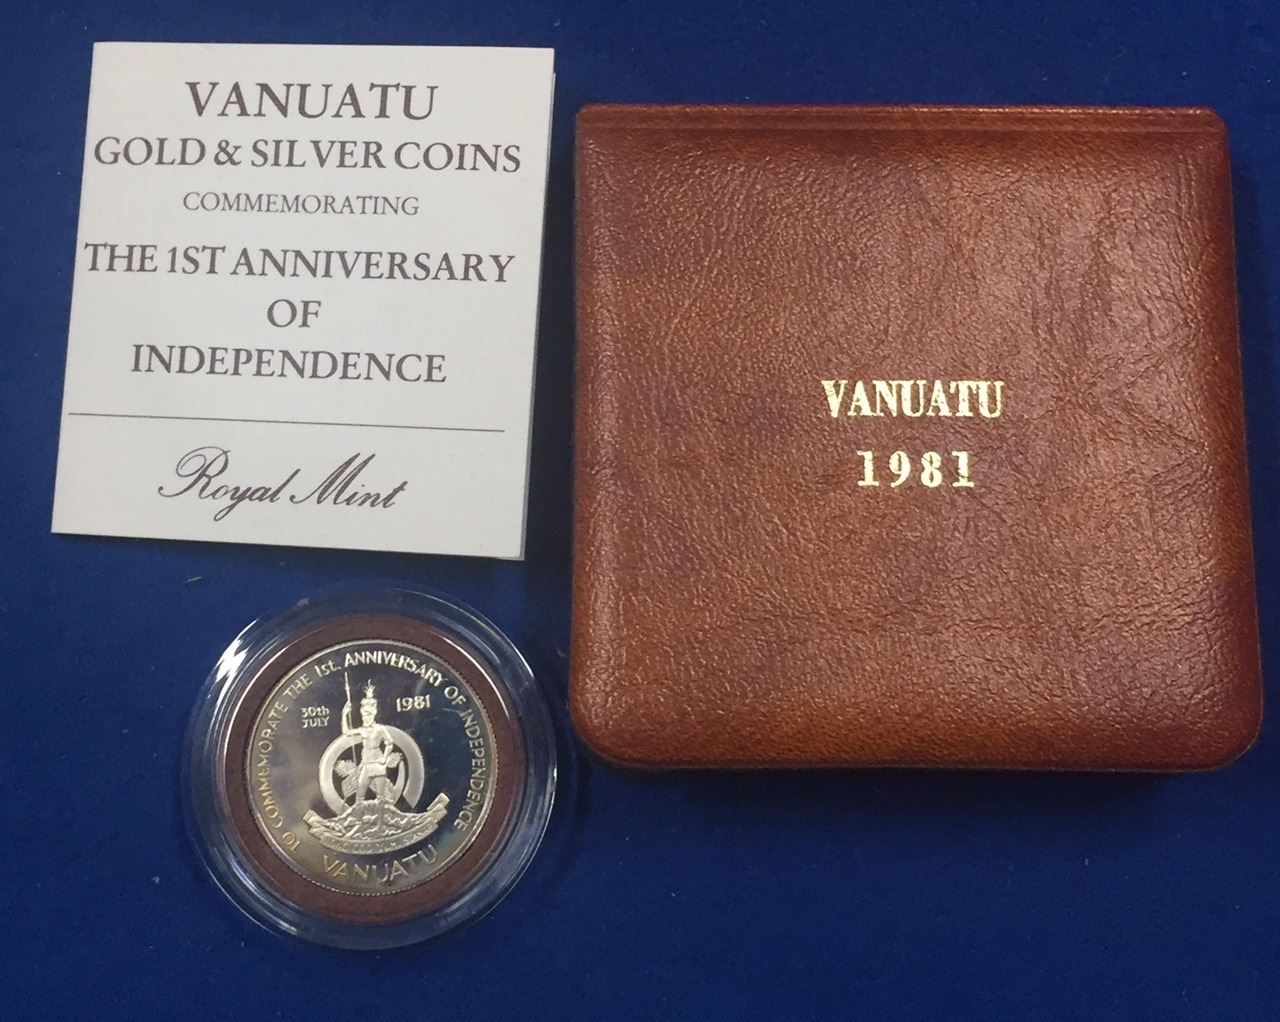 VANUATU
GOLD & SILVER COINS
COMMEMORATING
THE 1ST ANNIVERSARY
OF
INDEPENDENCE
Royal Mint
VANUATU
1981
TO COMMEMORATE THE 1st. ANNIVERSARY OF INDEPENDENCE
30th
JULY
1981
VANUATU